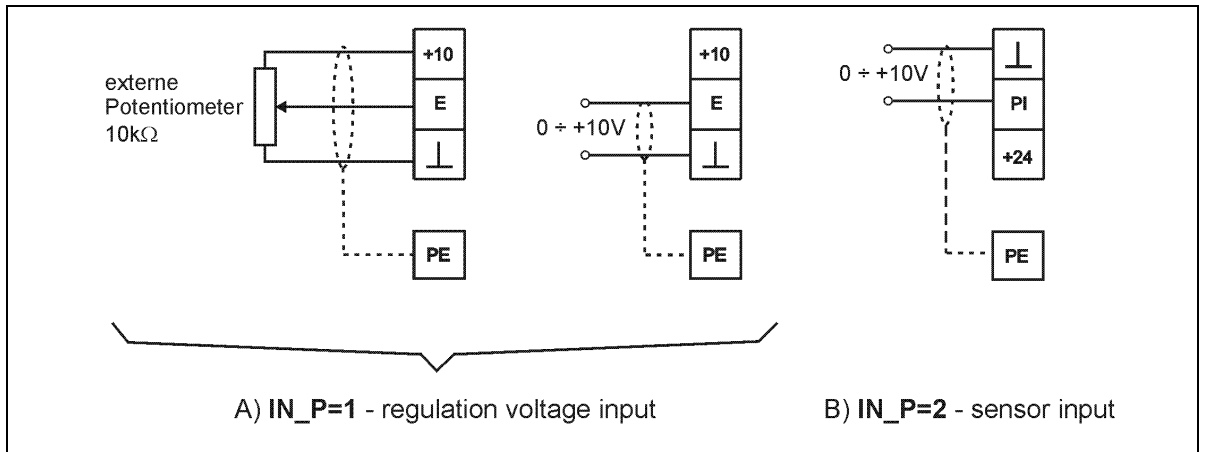 externe
Potentiometer
10kΩ
+10
E
⊥
PE
0 ÷ +10V
+10
E
⊥
PE
0 ÷ +10V
⊥
PI
+24
PE
A) IN_P=1 - regulation voltage input
B) IN_P=2 - sensor input